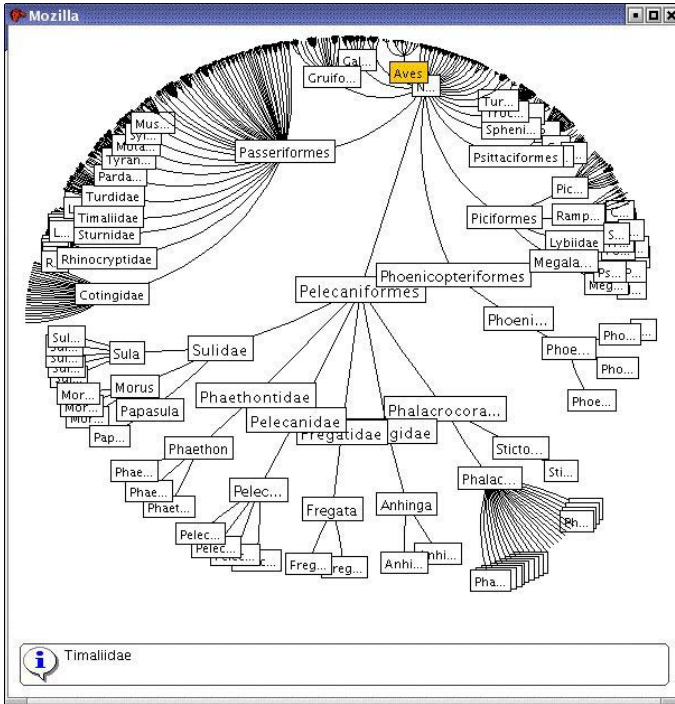 Mozilla
Gal...
Aves
Gruifo...
N...
Tur...
Mus...
Spheni...
Passeriformes
Tyran...
Psittaciformes
Parda...
Pic...
Turdidae
Timaliidae
Piciformes
Ramp...
Sturnidae
Lybiidae
S...
Rhinocryptidae
Megala...
Phoenicopteriformes
Ps...
Meg...
Pelecaniformes
Cotingidae
Phoeni...
Sul...
Pho...
Sula
Sulidae
Phoe...
Pho...
Morus
Mor...
Phaethontidae
Phoe...
Papasula
Phalacrocora...
Pelecanidae
Fregatidae
gidae
Pap...
Phaethon
Sticto...
Phae...
Sti...
Phalac...
Phae...
Pelec...
Phaet...
Fregata
Anhinga
Ph...
Pelec...
Pelec...
Freg...
reg...
Anhi...
nhi...
Pha...
Timaliidae